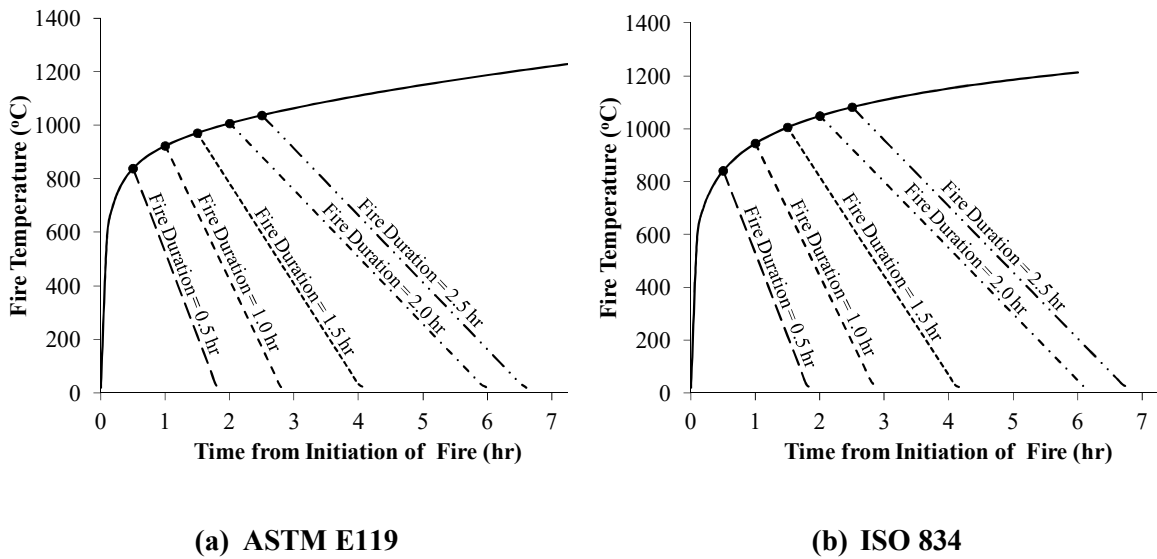 1400
1200
1000
800
600
400
200
0
Fire Temperature (°C)
Fire Duration = 0.5 hr
Fire Duration = 1.0 hr
Fire Duration = 1.5 hr
Fire Duration = 2.0 hr
Fire Duration = 2.5 hr
0 1 2 3 4 5 6 7
Time from Initiation of Fire (hr)
(a) ASTM E119
1400
1200
1000
800
600
400
200
0
Fire Temperature (°C)
Fire Duration = 0.5 hr
Fire Duration = 1.0 hr
Fire Duration = 1.5 hr
Fire Duration = 2.0 hr
Fire Duration = 2.5 hr
0 1 2 3 4 5 6 7
Time from Initiation of Fire (hr)
(b) ISO 834